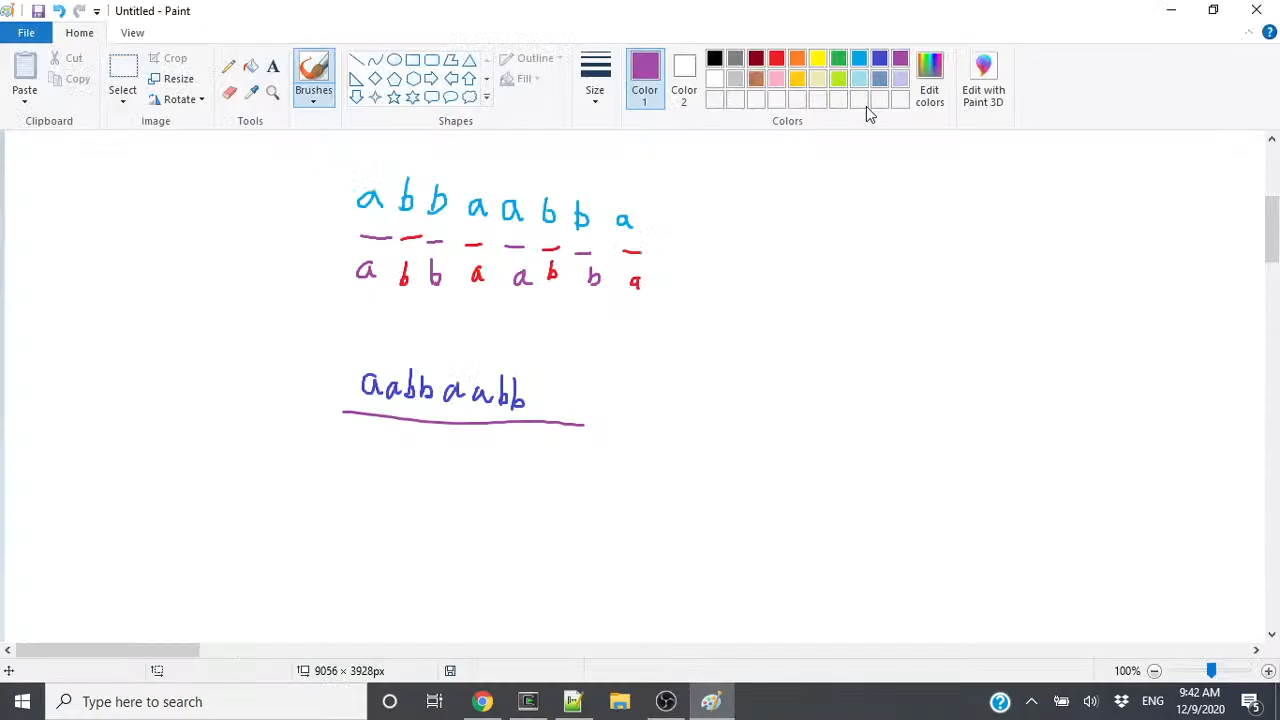 Untitled - Paint
File Home View
Paste
Cut
Copy
Clipboard
Select
Crop
Resize
Rotate
Image
Tools
Brushes
Shapes
Outline
Fill
Size
Color 1
Color 2
Colors
Edit colors
Edit with Paint 3D
a b b a a b b a
a b b a a b b a
aabbaabb
9056 × 3928px
100%
Type here to search
ENG
9:42 AM
12/9/2020
5